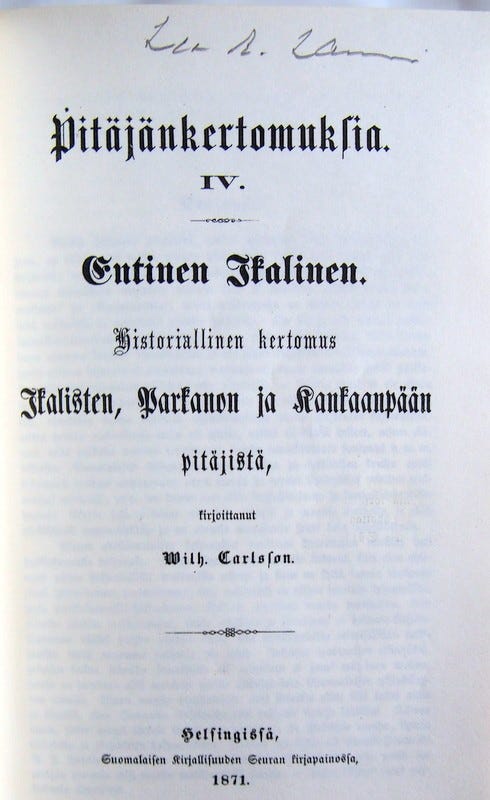 Pitäjänkertomuksia.
IV.
Entinen Ikalinen.
Historiallinen kertomus
Ikalisten, Parkanon ja Kankaanpään
pitäjistä,
kirjoittanut
Wilh. Carlsson.
Helsingissä,
Suomalaisen Kirjallisuuden Seuran kirjapainossa,
1871.